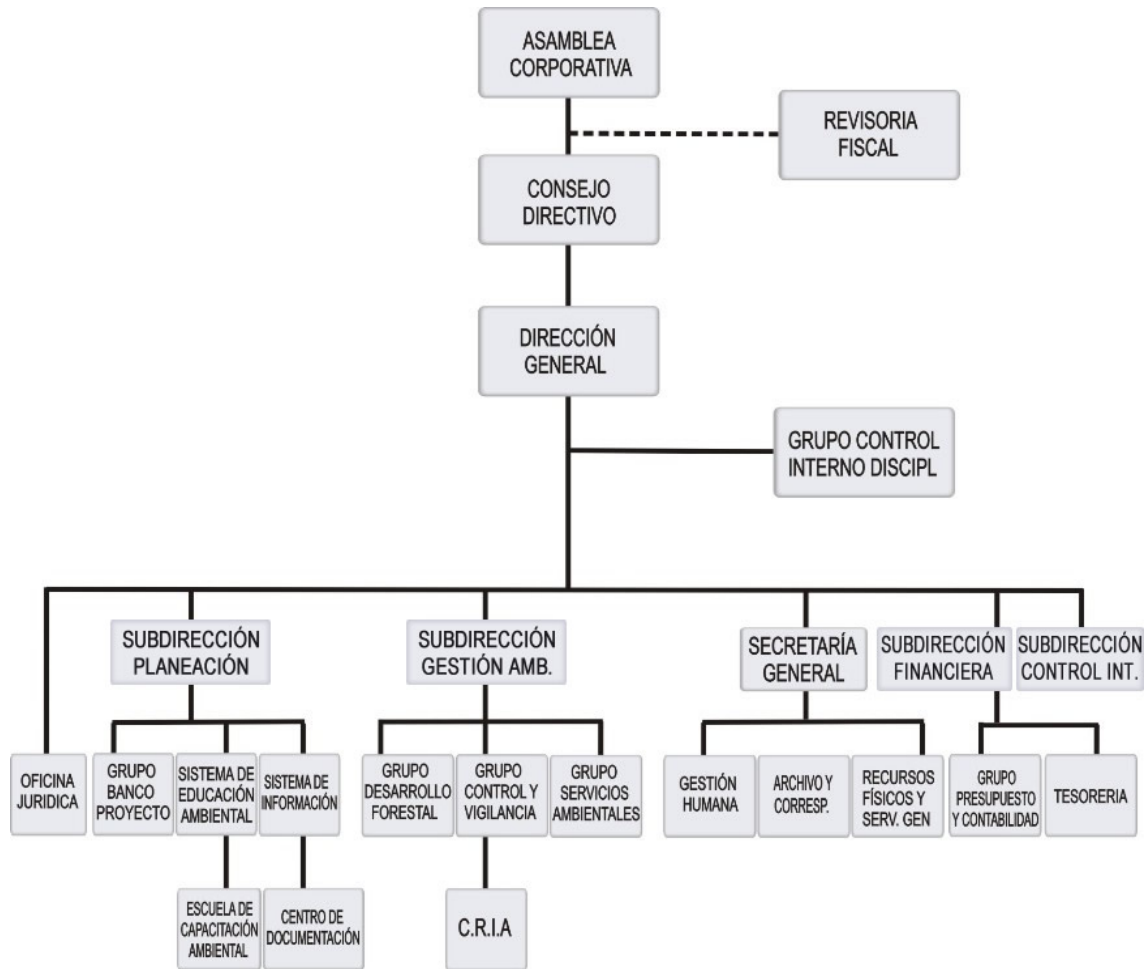 ASAMBLEA
CORPORATIVA
REVISORIA
FISCAL
CONSEJO
DIRECTIVO
DIRECCIÓN
GENERAL
GRUPO CONTROL
INTERNO DISCIPL
SUBDIRECCIÓN
PLANEACIÓN
SUBDIRECCIÓN
GESTIÓN AMB.
SECRETARÍA
GENERAL
SUBDIRECCIÓN
FINANCIERA
SUBDIRECCIÓN
CONTROL INT.
OFICINA
JURIDICA
GRUPO
BANCO
PROYECTO
SISTEMA DE
EDUCACIÓN
AMBIENTAL
SISTEMA DE
INFORMACIÓN
GRUPO
DESARROLLO
FORESTAL
GRUPO
CONTROL Y
VIGILANCIA
GRUPO
SERVICIOS
AMBIENTALES
GESTIÓN
HUMANA
ARCHIVO Y
CORRESP.
RECURSOS
FÍSICOS Y
SERV. GEN
GRUPO
PRESUPUESTO
Y CONTABILIDAD
TESORERIA
ESCUELA DE
CAPACITACIÓN
AMBIENTAL
CENTRO DE
DOCUMENTACIÓN
C.R.I.A